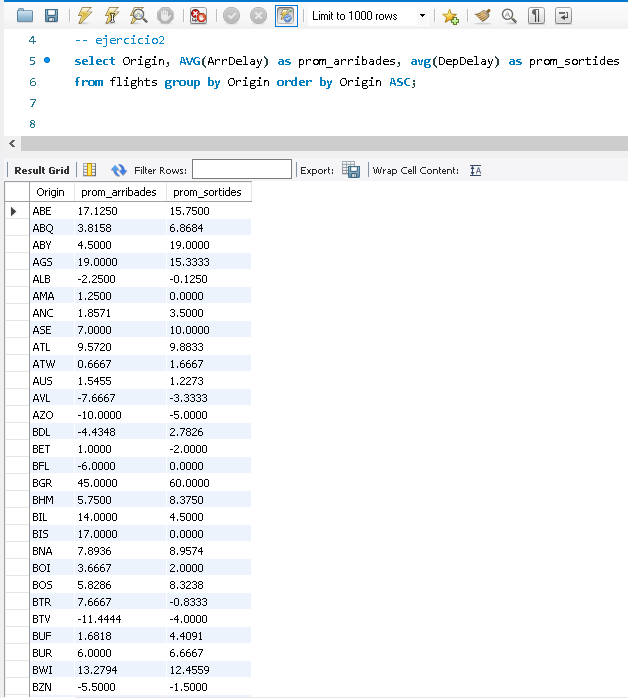 Limit to 1000 rows
4 -- ejercicio2
5 select Origin, AVG(ArrDelay) as prom_arribades, avg(DepDelay) as prom_sortides
6 from flights group by Origin order by Origin ASC;
7
8
Result Grid Filter Rows: Export: Wrap Cell Content:
Origin prom_arribades prom_sortides
ABE 17.1250 15.7500
ABQ 3.8158 6.8684
ABY 4.5000 19.0000
AGS 19.0000 15.3333
ALB -2.2500 -0.1250
AMA 1.2500 0.0000
ANC 1.8571 3.5000
ASE 7.0000 10.0000
ATL 9.5720 9.8833
ATW 0.6667 1.6667
AUS 1.5455 1.2273
AVL -7.6667 -3.3333
AZO -10.0000 -5.0000
BDL -4.4348 2.7826
BET 1.0000 -2.0000
BFL -6.0000 0.0000
BGR 45.0000 60.0000
BHM 5.7500 8.3750
BIL 14.0000 4.5000
BIS 17.0000 0.0000
BNA 7.8936 8.9574
BOI 3.6667 2.0000
BOS 5.8286 8.3238
BTR 7.6667 -0.8333
BTV -11.4444 -4.0000
BUF 1.6818 4.4091
BUR 6.0000 6.6667
BWI 13.2794 12.4559
BZN -5.5000 -1.5000